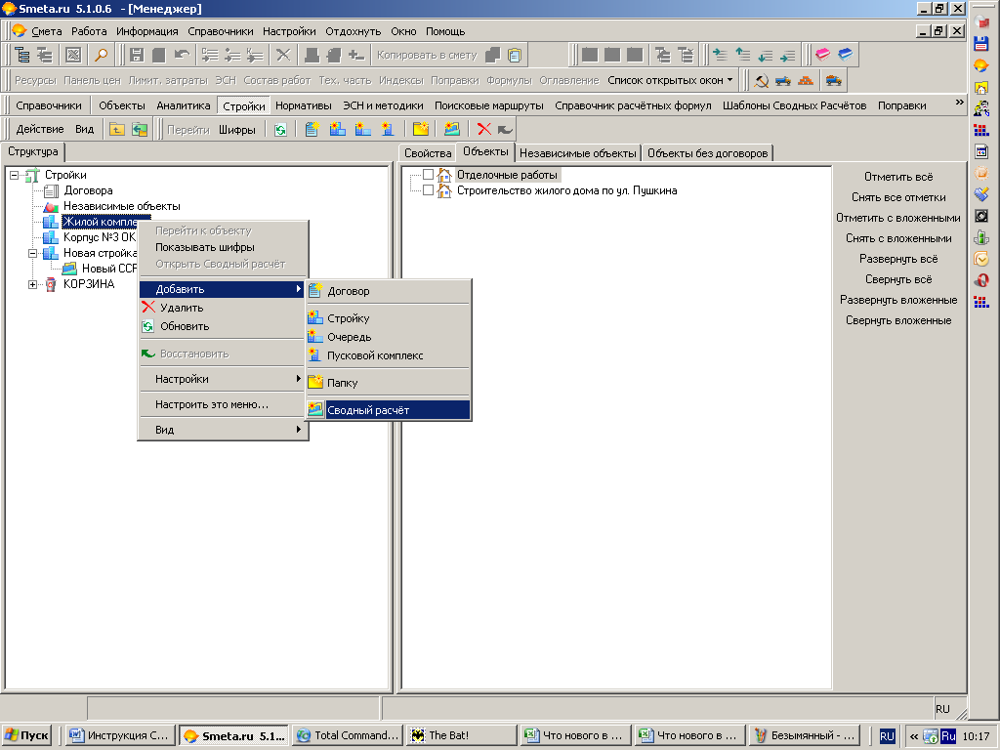 Smeta.ru 5.1.0.6 - [Менеджер]
Смета Работа Информация Справочники Настройки Отдохнуть Окно Помощь
Копировать в смету
Ресурсы Панель цен Лимит. затраты ЭСН Состав работ Тех. часть Индексы Поправки Формулы Оглавление Список открытых окон
Справочники Объекты Аналитика Стройки Нормативы ЭСН и методики Поисковые маршруты Справочник расчётных формул Шаблоны Сводных Расчётов Поправки »
Действие Вид Перейти Шифры
Структура
Стройки
Договора
Независимые объекты
Жилой компле
Корпус №3 ОК
Новая стройка
Новый ССР
КОРЗИНА
Перейти к объекту
Показывать шифры
Открыть Сводный расчёт
Добавить
Удалить
Обновить
Восстановить
Настройки
Настроить это меню...
Вид
Договор
Стройку
Очередь
Пусковой комплекс
Папку
Сводный расчёт
Свойства Объекты Независимые объекты Объекты без договоров
Отделочные работы
Строительство жилого дома по ул. Пушкина
Отметить всё
Снять все отметки
Отметить с вложенными
Снять с вложенными
Развернуть всё
Свернуть всё
Развернуть вложенные
Свернуть вложенные
RU
Пуск Инструкция С... Smeta.ru 5.1... Total Command... The Bat! Что нового в ... Что нового в ... Безымянный - ... RU « Ru 10:17